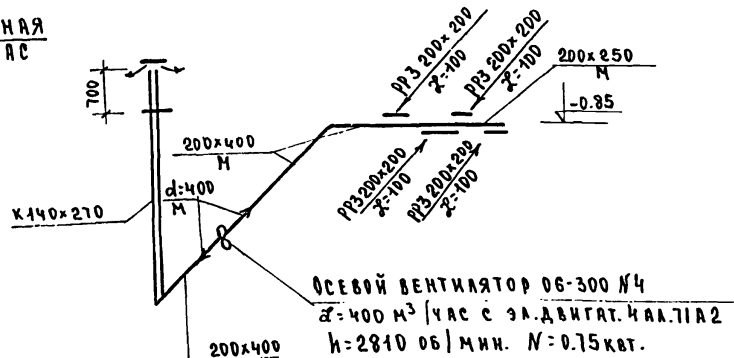 НАЯ
АС
700
РР3 200×200
L=100
РР3 200×200
L=100
200×250
М
-0.85
200×400
М
d=400
М
К 140×270
РР3 200×200
L=100
РР3 200×200
L=100
ОСЕВОЙ ВЕНТИЛЯТОР 06-300 №4
L=400 М³/ЧАС С ЭЛ.ДВИГАТ. 4АА.71А2
n=2810 ОБ/МИН. N=0.75КВТ.
200×400